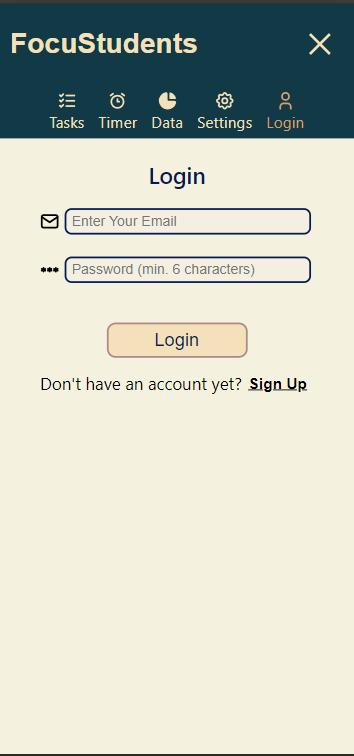 FocuStudents
Tasks Timer Data Settings Login
Login
Enter Your Email
Password (min. 6 characters)
Login
Don't have an account yet? Sign Up